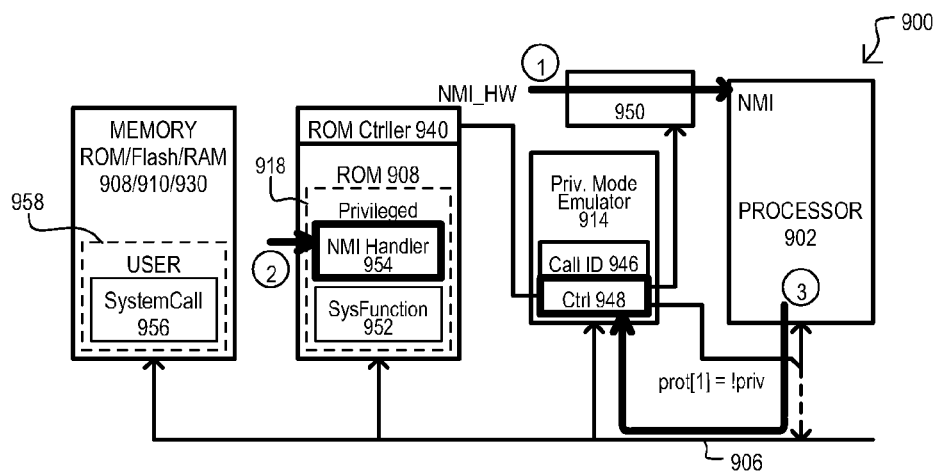 900
1
NMI_HW
950
NMI
MEMORY
ROM/Flash/RAM
908/910/930
ROM Ctrller 940
918
ROM 908
Privileged
NMI Handler
954
2
SysFunction
952
958
USER
SystemCall
956
Priv. Mode
Emulator
914
Call ID 946
Ctrl 948
PROCESSOR
902
3
prot[1] = !priv
906